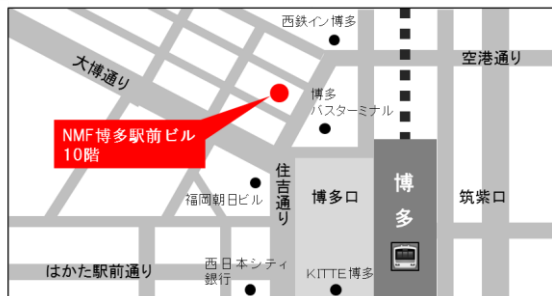 西鉄イン博多
空港通り
大博通り
博多
バスターミナル
NMF博多駅前ビル
10階
住吉通り
博多口
博多
筑紫口
福岡朝日ビル
はかた駅前通り
西日本シティ
銀行
KITTE博多